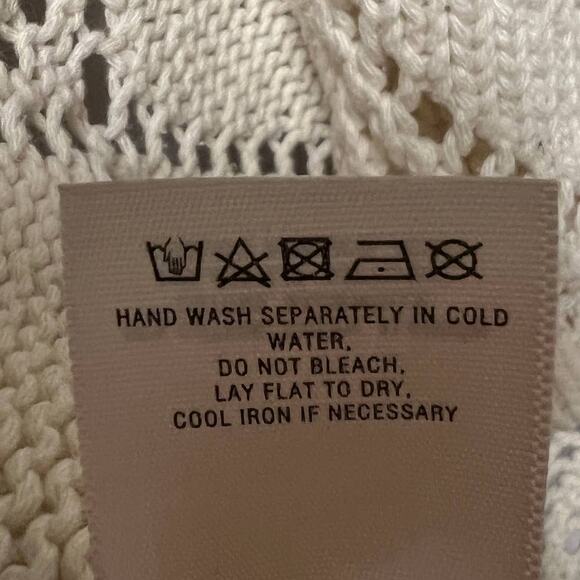 HAND WASH SEPARATELY IN COLD
WATER.
DO NOT BLEACH.
LAY FLAT TO DRY.
COOL IRON IF NECESSARY